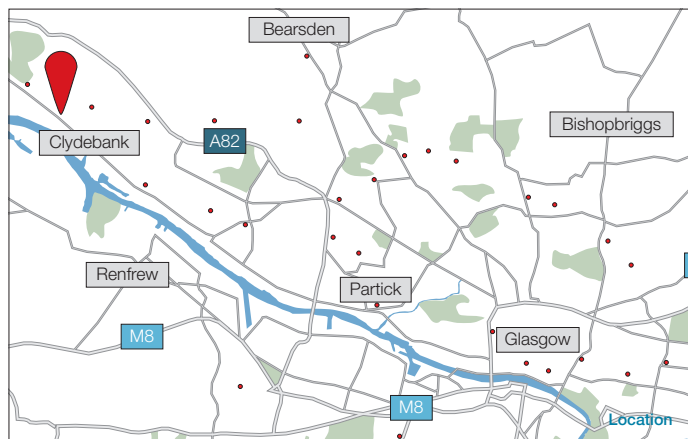 Bearsden
Bishopbriggs
A82
Clydebank
Renfrew
Partick
M8
Glasgow
M8
Location